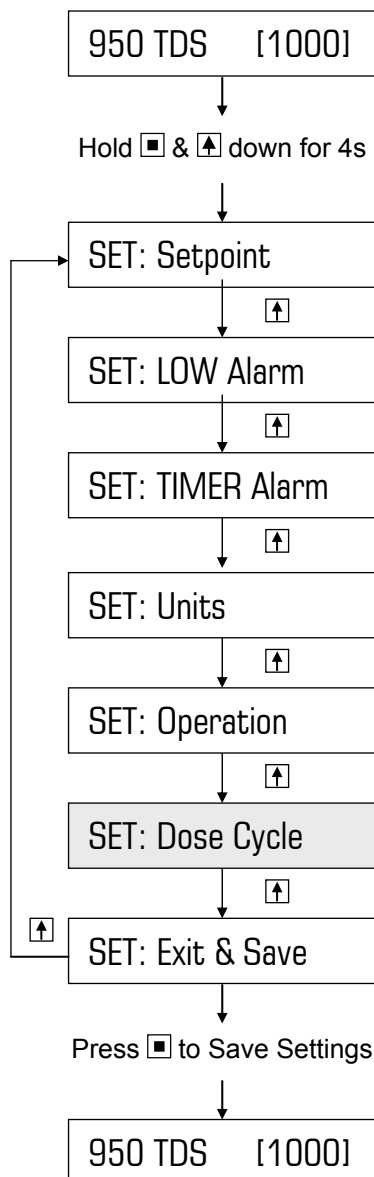 950 TDS [1000]
Hold ■ & ↑ down for 4s
SET: Setpoint
↑
SET: LOW Alarm
↑
SET: TIMER Alarm
↑
SET: Units
↑
SET: Operation
↑
SET: Dose Cycle
↑
↑
SET: Exit & Save
Press ■ to Save Settings
950 TDS [1000]